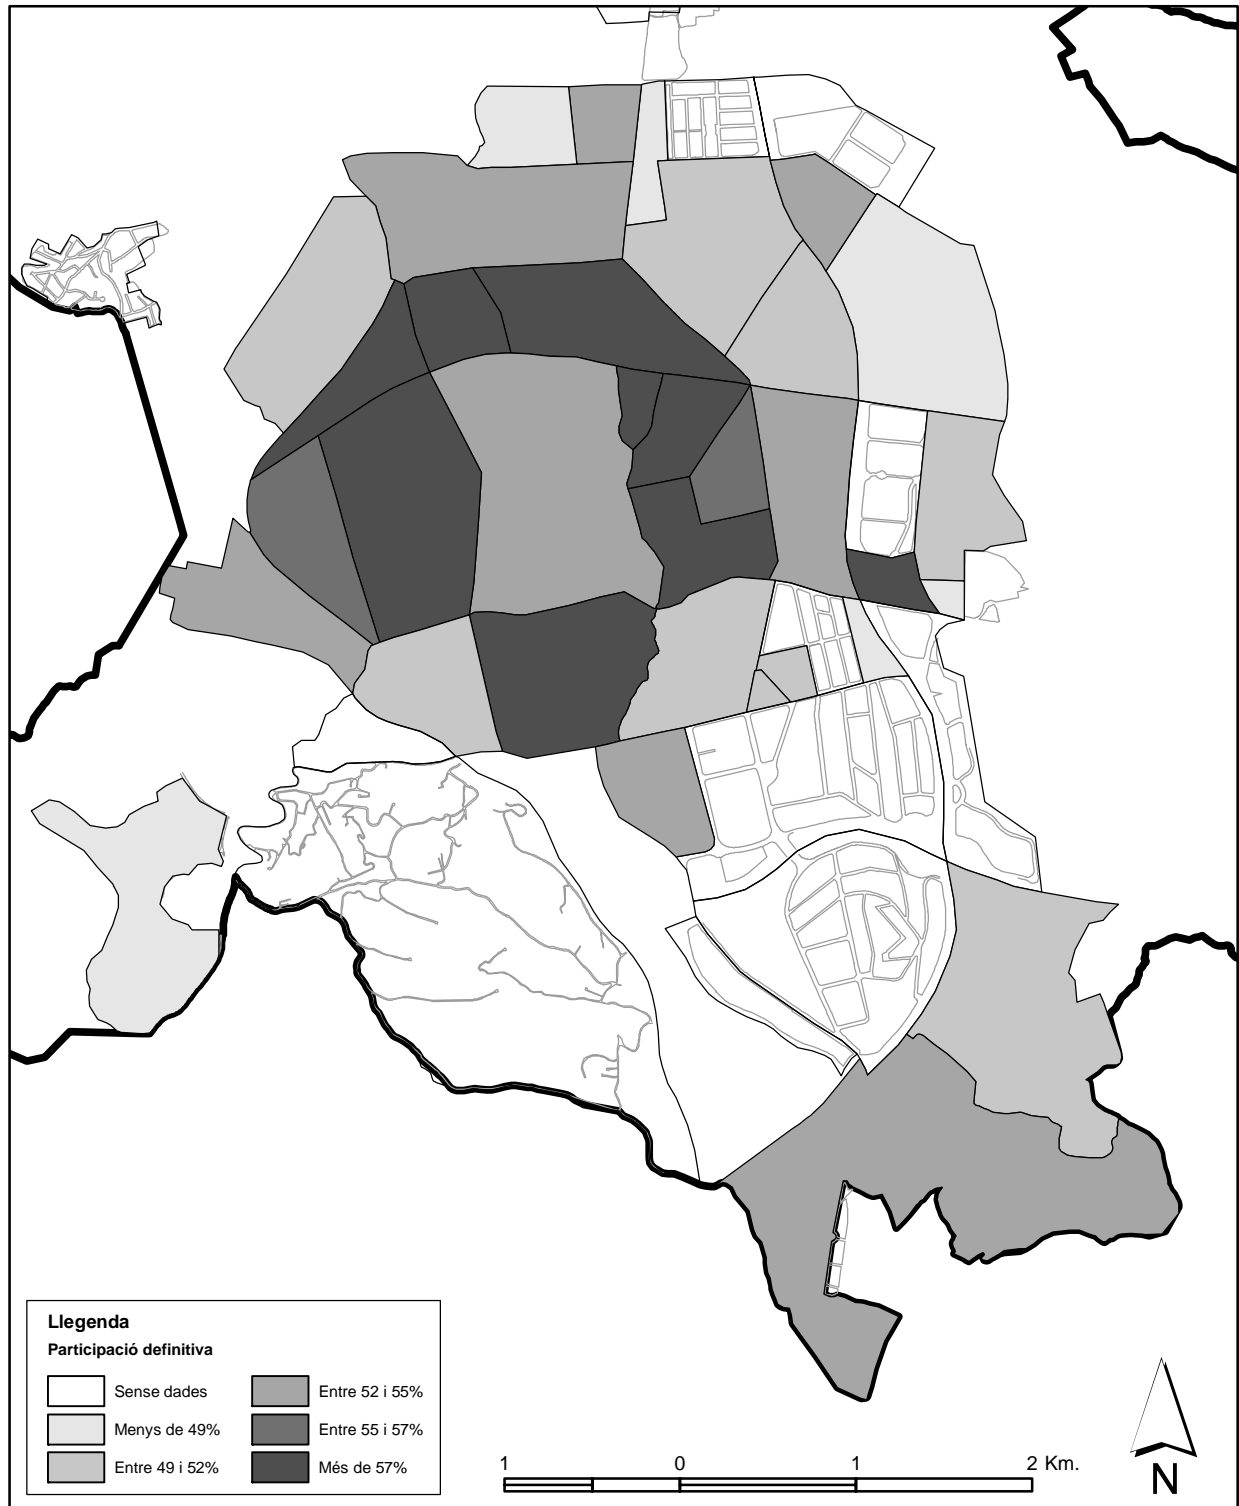 Llegenda
Participació definitiva
Sense dades
Menys de 49%
Entre 49 i 52%
Entre 52 i 55%
Entre 55 i 57%
Més de 57%
1 0 1 2 Km.
N